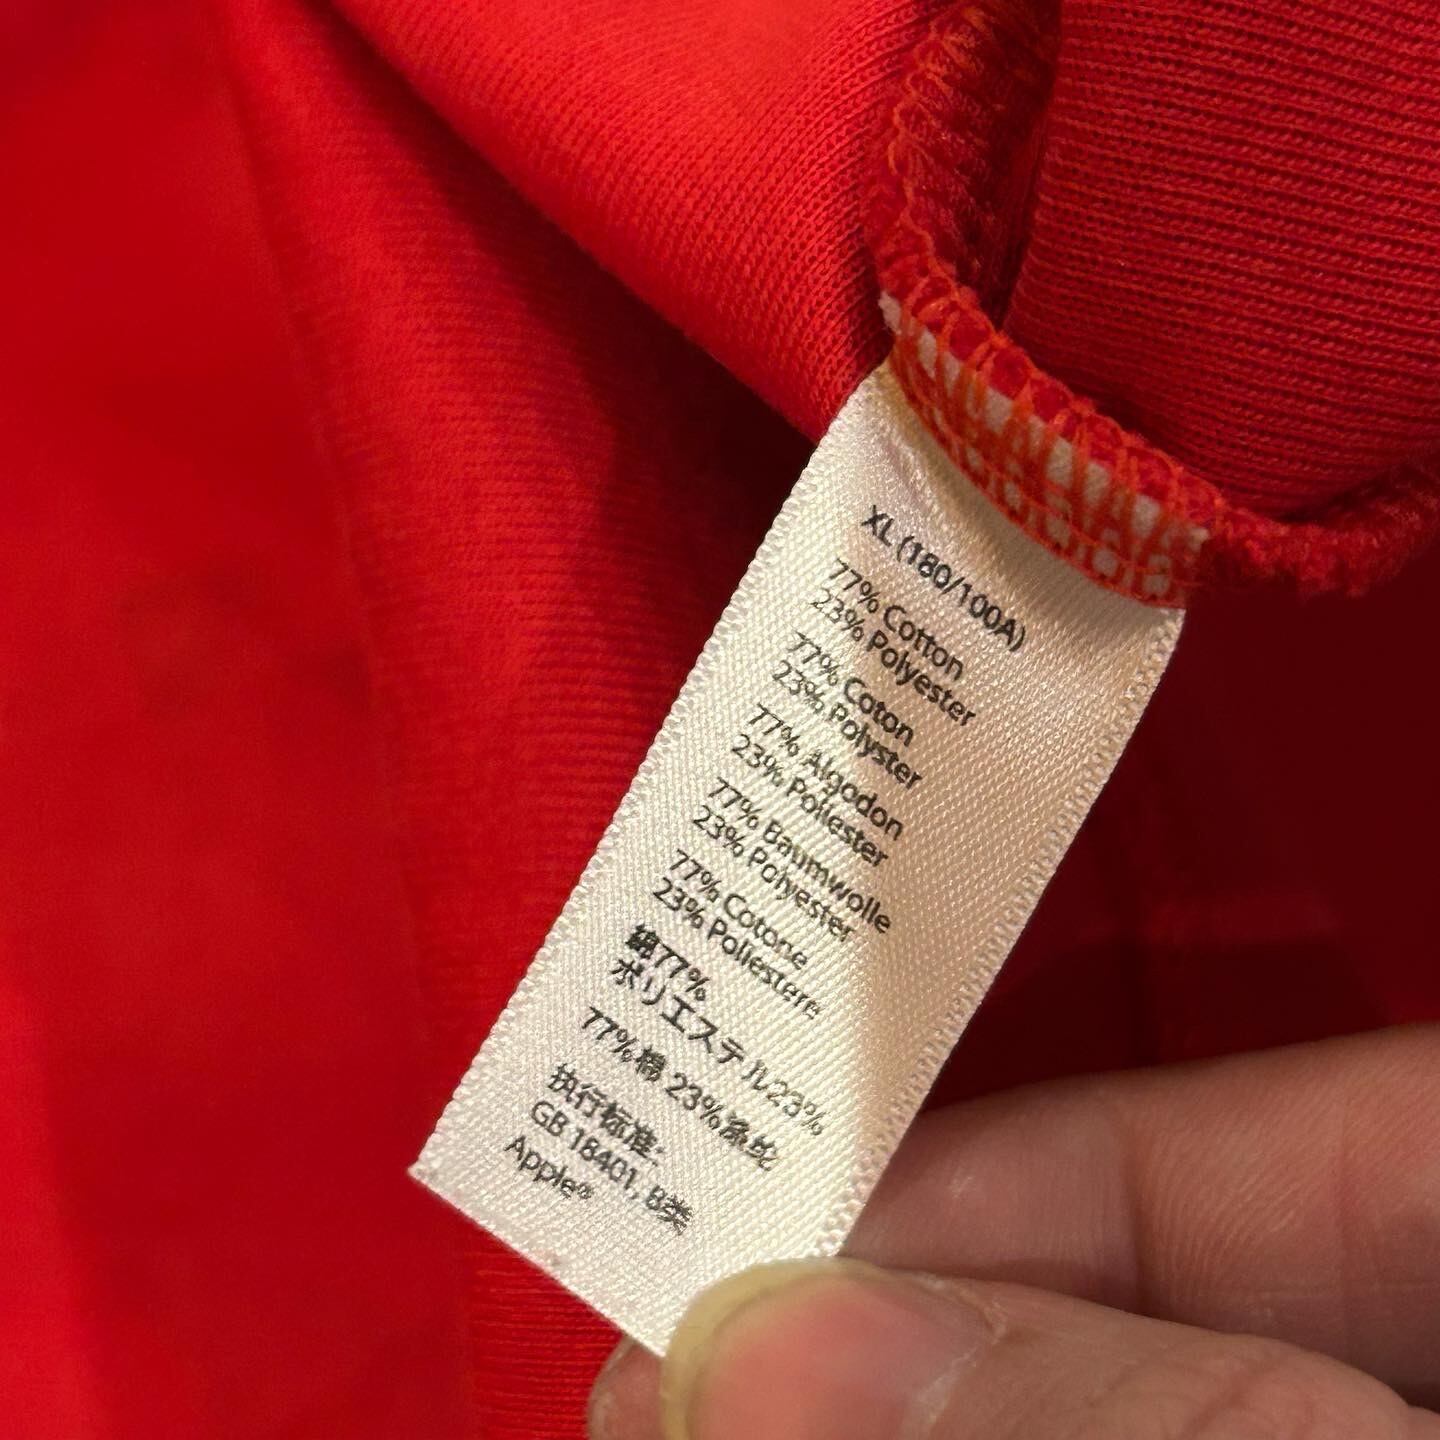 XL (180/100A)
77% Cotton
23% Polyester
77% Coton
23% Polyster
77% Algodon
23% Poliester
77% Baumwolle
23% Polyester
77% Cotone
23% Poliestere
綿77%
ポリエステル23%
77%棉 23%涤纶
执行标准:
GB 18401, B类
Apple®